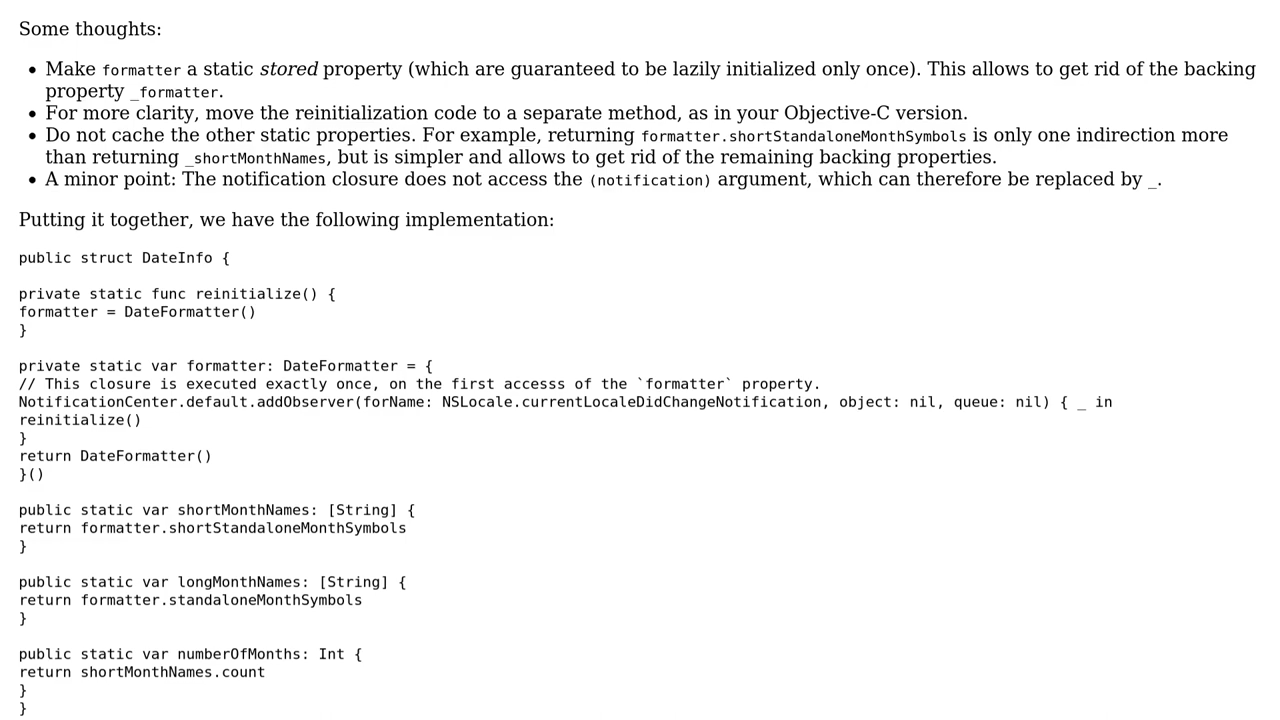 Some thoughts:
• Make formatter a static stored property (which are guaranteed to be lazily initialized only once). This allows to get rid of the backing
property _formatter.
• For more clarity, move the reinitialization code to a separate method, as in your Objective-C version.
• Do not cache the other static properties. For example, returning formatter.shortStandaloneMonthSymbols is only one indirection more
than returning _shortMonthNames, but is simpler and allows to get rid of the remaining backing properties.
• A minor point: The notification closure does not access the (notification) argument, which can therefore be replaced by _.
Putting it together, we have the following implementation:
public struct DateInfo {
private static func reinitialize() {
formatter = DateFormatter()
}
private static var formatter: DateFormatter = {
// This closure is executed exactly once, on the first accesss of the `formatter` property.
NotificationCenter.default.addObserver(forName: NSLocale.currentLocaleDidChangeNotification, object: nil, queue: nil) { _ in
reinitialize()
}
return DateFormatter()
}()
public static var shortMonthNames: [String] {
return formatter.shortStandaloneMonthSymbols
}
public static var longMonthNames: [String] {
return formatter.standaloneMonthSymbols
}
public static var numberOfMonths: Int {
return shortMonthNames.count
}
}